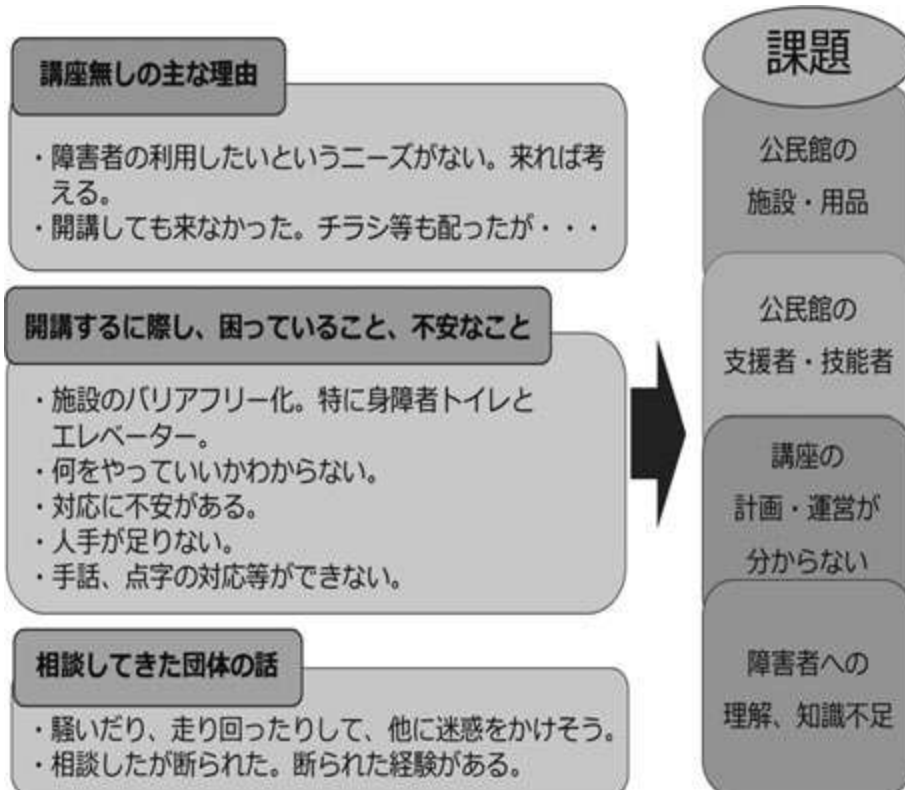 講座無しの主な理由
・障害者の利用したいというニーズがない。来れば考
える。
・開講しても来なかった。チラシ等も配ったが・・・
開講するに際し、困っていること、不安なこと
・施設のバリアフリー化。特に身障者トイレと
エレベーター。
・何をやっていいかわからない。
・対応に不安がある。
・人手が足りない。
・手話、点字の対応等ができない。
相談してきた団体の話
・騒いだり、走り回ったりして、他に迷惑をかけそう。
・相談したが断られた。断られた経験がある。
課題
公民館の
施設・用品
公民館の
支援者・技能者
講座の
計画・運営が
分からない
障害者への
理解、知識不足